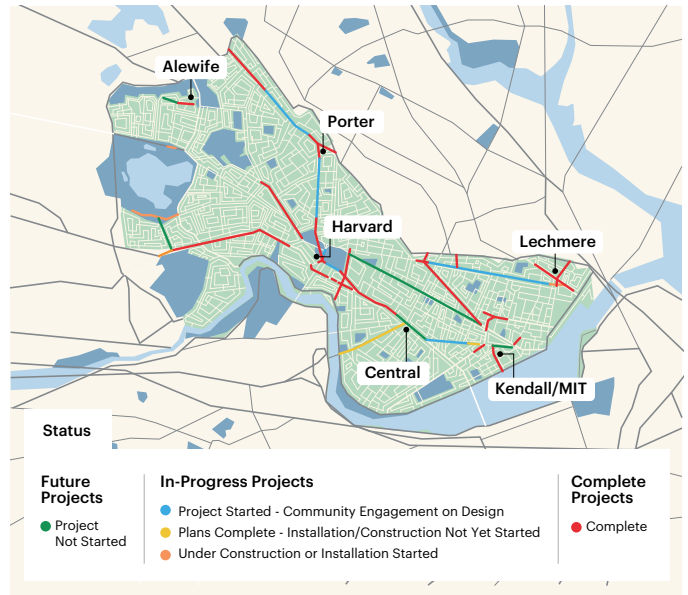 Alewife
Porter
Harvard
Lechmere
Central
Kendall/MIT
Status
Future
Projects
Project
Not Started
In-Progress Projects
Project Started - Community Engagement on Design
Plans Complete - Installation/Construction Not Yet Started
Under Construction or Installation Started
Complete
Projects
Complete